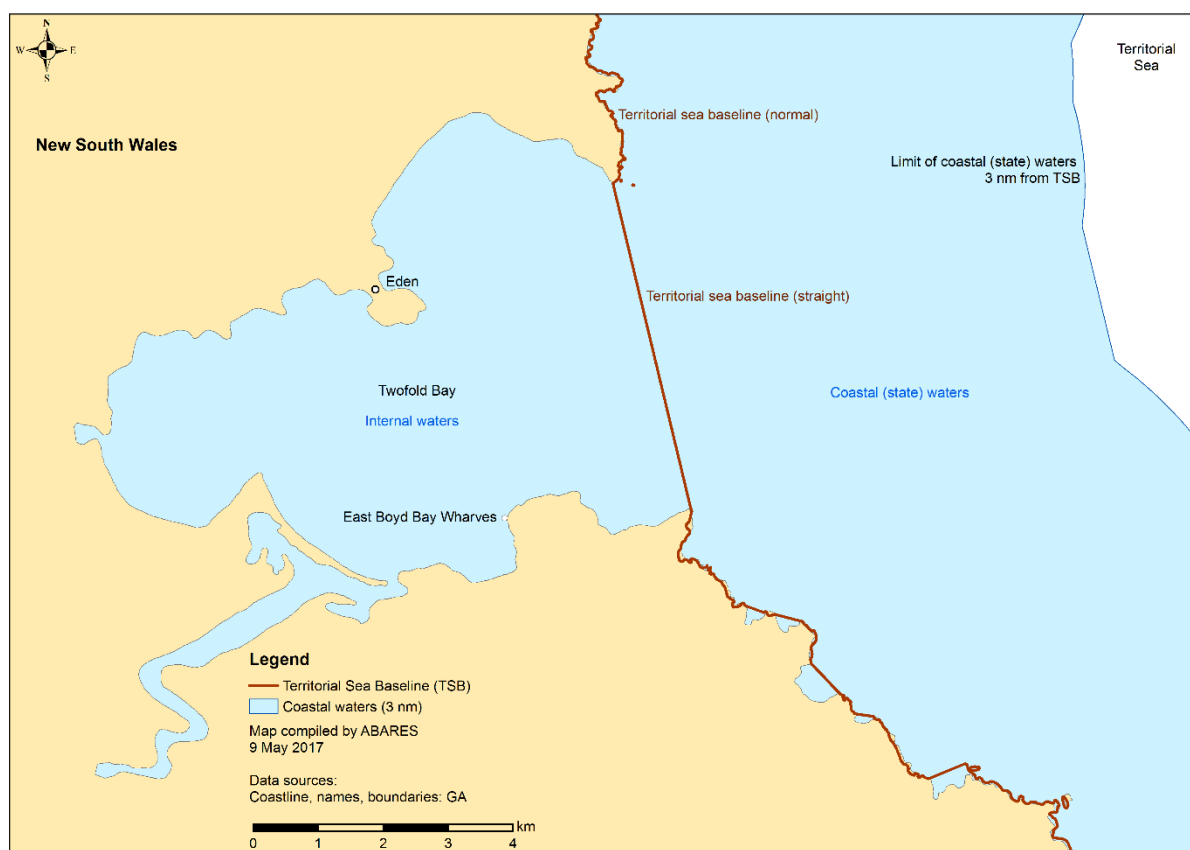 N
W E
S
Territorial
Sea
Territorial sea baseline (normal)
New South Wales
Limit of coastal (state) waters
3 nm from TSB
Eden
Territorial sea baseline (straight)
Twofold Bay
Coastal (state) waters
Internal waters
East Boyd Bay Wharves
Legend
Territorial Sea Baseline (TSB)
Coastal waters (3 nm)
Map compiled by ABARES
9 May 2017
Data sources:
Coastline, names, boundaries: GA
km
0 1 2 3 4